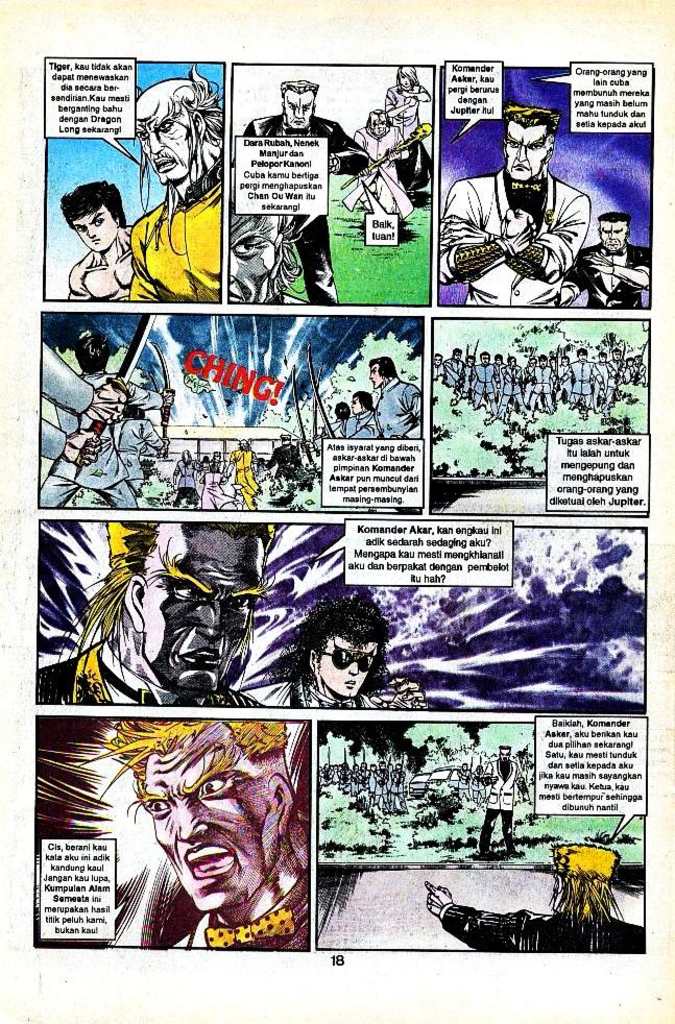 Tiger, kau tidak akan
dapat menewaskan
dia secara ber-
sendirian.Kau mesti
berganting bahu
dengan Dragon
Long sekarang!
Dara Rubah, Nenek
Manjur dan
Pelopor Kanon!
Cuba kamu bertiga
pergi menghapuskan
Chan Ou Wan itu
sekarang!
Baik,
tuan!
Komander
Askar, kau
pergi berurus
dengan
Jupiter itu!
Orang-orang yang
lain cuba
membunuh mereka
yang masih belum
mahu tunduk dan
setia kepada aku!
CHING!
Atas isyarat yang diberi,
askar-askar di bawah
pimpinan Komander
Askar pun muncul dari
tempat persembunyian
masing-masing.
Tugas askar-askar
itu ialah untuk
mengepung dan
menghapuskan
orang-orang yang
diketuai oleh Jupiter.
Komander Akar, kan engkau ini
adik sedarah sedaging aku?
Mengapa kau mesti mengkhianati
aku dan berpakat dengan pembelot
itu hah?
Cis, berani kau
kata aku ini adik
kandung kau!
Jangan kau lupa,
Kumpulan Alam
Semesta ini
merupakan hasil
titik peluh kami,
bukan kau!
Baiklah, Komander
Askar, aku berikan kau
dua pilihan sekarang!
Satu, kau mesti tunduk
dan setia kepada aku
jika kau masih sayangkan
nyawa kau. Ketua, kau
mesti bertempur sehingga
dibunuh nanti!
18